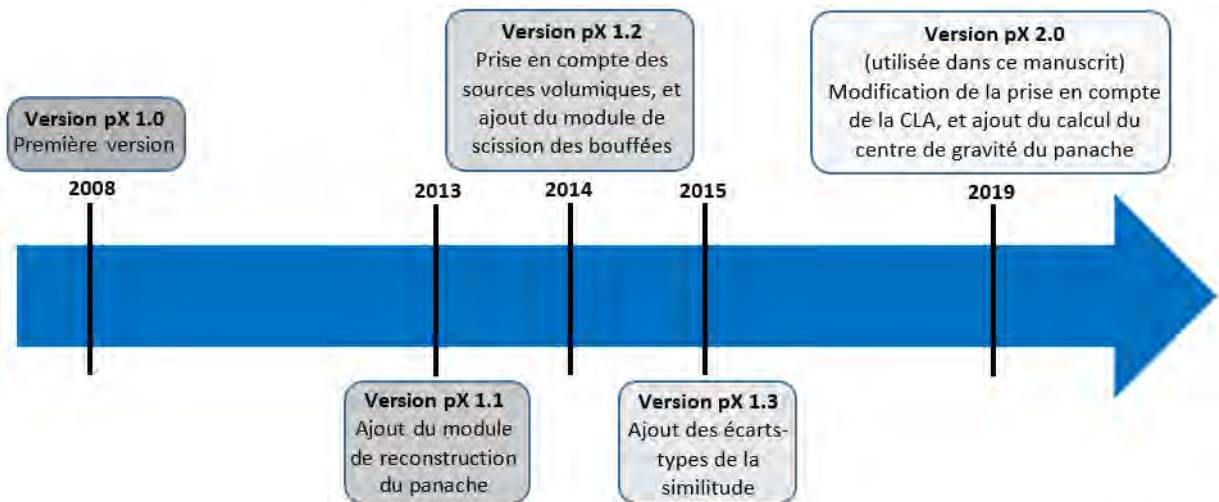 Version pX 1.0
Première version
2008
Version pX 1.1
Ajout du module
de reconstruction
du panache
2013
Version pX 1.2
Prise en compte des
sources volumiques, et
ajout du module de
scission des bouffées
2014
Version pX 1.3
Ajout des écarts-
types de la
similitude
2015
Version pX 2.0
(utilisée dans ce manuscrit)
Modification de la prise en compte
de la CLA, et ajout du calcul du
centre de gravité du panache
2019